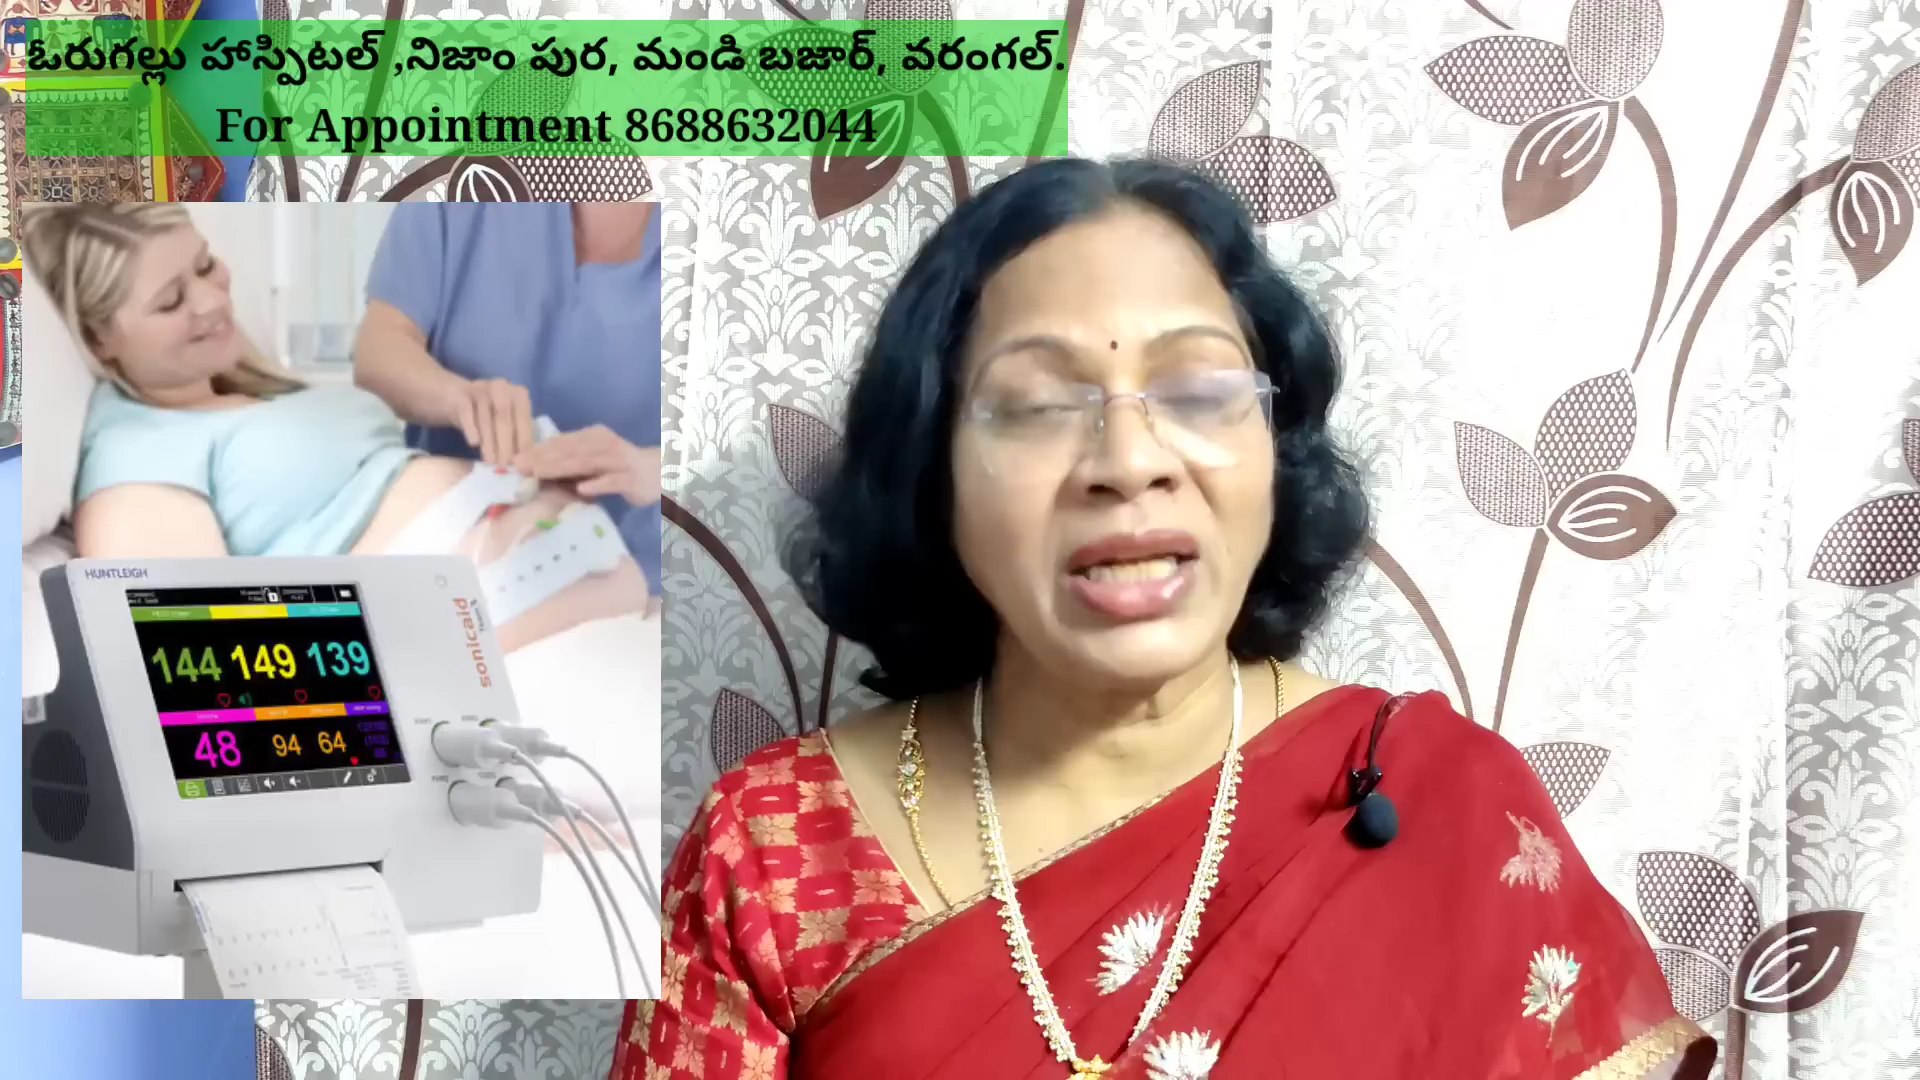 ఓరుగల్లు హాస్పిటల్ ,నిజాం పుర, మండి బజార్, వరంగల్.
For Appointment 8688632044
HUNTLEIGH
sonicaid
144 149 139
48 94 64